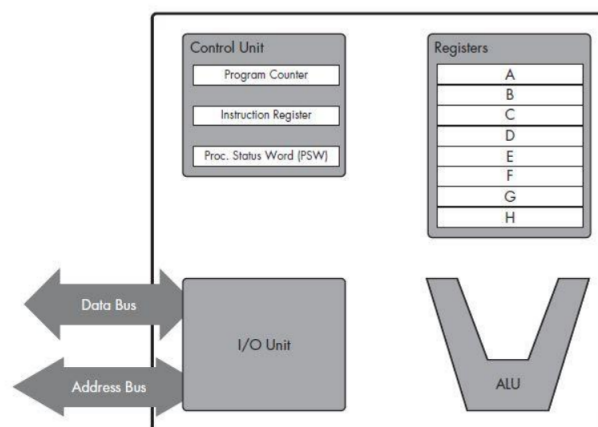 Control Unit
Program Counter
Instruction Register
Proc. Status Word (PSW)
Registers
A
B
C
D
E
F
G
H
Data Bus
Address Bus
I/O Unit
ALU